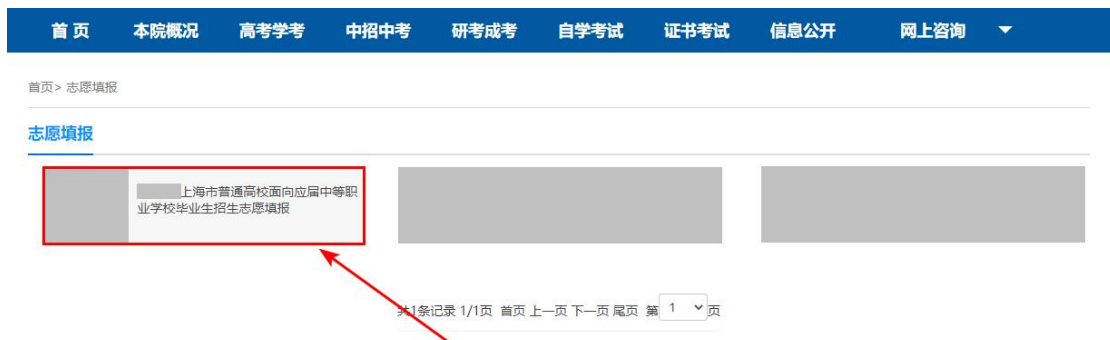 首页 本院概况 高考学考 中招中考 研考成考 自学考试 证书考试 信息公开 网上咨询
首页> 志愿填报
志愿填报
上海市普通高校面向应届中等职
业学校毕业生招生志愿填报
共1条记录 1/1页 首页 上一页 下一页 尾页 第 1 页